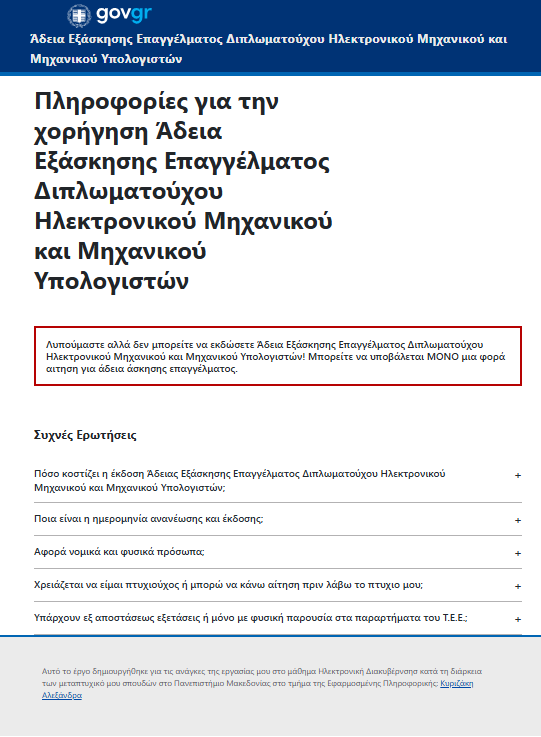 govgr
Άδεια Εξάσκησης Επαγγέλματος Διπλωματούχου Ηλεκτρονικού Μηχανικού και
Μηχανικού Υπολογιστών
Πληροφορίες για την
χορήγηση Άδεια
Εξάσκησης Επαγγέλματος
Διπλωματούχου
Ηλεκτρονικού Μηχανικού
και Μηχανικού
Υπολογιστών
Λυπούμαστε αλλά δεν μπορείτε να εκδώσετε Άδεια Εξάσκησης Επαγγέλματος Διπλωματούχου
Ηλεκτρονικού Μηχανικού και Μηχανικού Υπολογιστών! Μπορείτε να υποβάλεται ΜΟΝΟ μια φορά
αιτηση για άδεια άσκησης επαγγέλματος.
Συχνές Ερωτήσεις
Πόσο κοστίζει η έκδοση Άδειας Εξάσκησης Επαγγέλματος Διπλωματούχου Ηλεκτρονικού +
Μηχανικού και Μηχανικού Υπολογιστών;
Ποια είναι η ημερομηνία ανανέωσης και έκδοσης; +
Αφορά νομικά και φυσικά πρόσωπα; +
Χρειάζεται να είμαι πτυχιούχος ή μπορώ να κάνω αίτηση πριν λάβω το πτυχιο μου; +
Υπάρχουν εξ αποστάσεως εξετάσεις ή μόνο με φυσική παρουσία στα παραρτήματα του Τ.Ε.Ε.; +
Αυτό το έργο δημιουργήθηκε για τις ανάγκες της εργασίας μου στο μάθημα Ηλεκτρονική Διακυβέρνησσ κατά τη διάρκεια
των μεταπτυχικό μου σπουδών στο Πανεπιστήμιο Μακεδονίας στο τμήμα της Εφαρμοσμένης Πληροφορικής: Κυριζάκη
Αλεξάνδρα